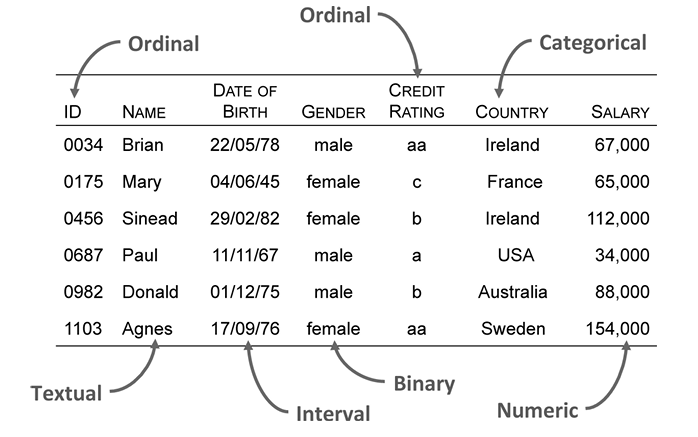 Ordinal
Ordinal
Categorical
ID NAME DATE OF BIRTH GENDER CREDIT RATING COUNTRY SALARY
0034 Brian 22/05/78 male aa Ireland 67,000
0175 Mary 04/06/45 female c France 65,000
0456 Sinead 29/02/82 female b Ireland 112,000
0687 Paul 11/11/67 male a USA 34,000
0982 Donald 01/12/75 male b Australia 88,000
1103 Agnes 17/09/76 female aa Sweden 154,000
Textual
Interval
Binary
Numeric